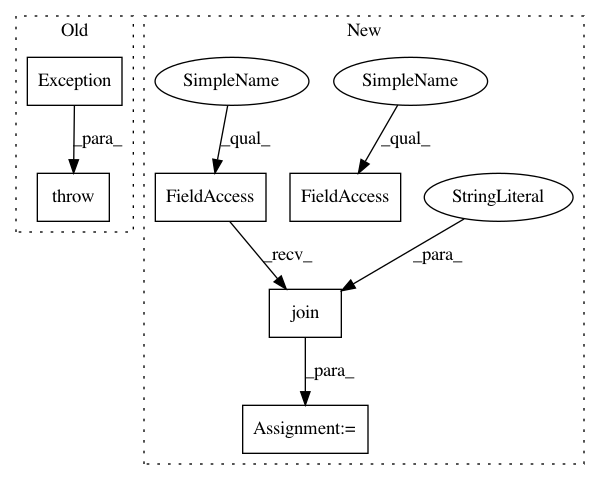 Old
New
Exception
SimpleName
SimpleName
_para_
_qual_
_qual_
throw
FieldAccess
FieldAccess
StringLiteral
_recv_
_para_
join
_para_
Assignment:=